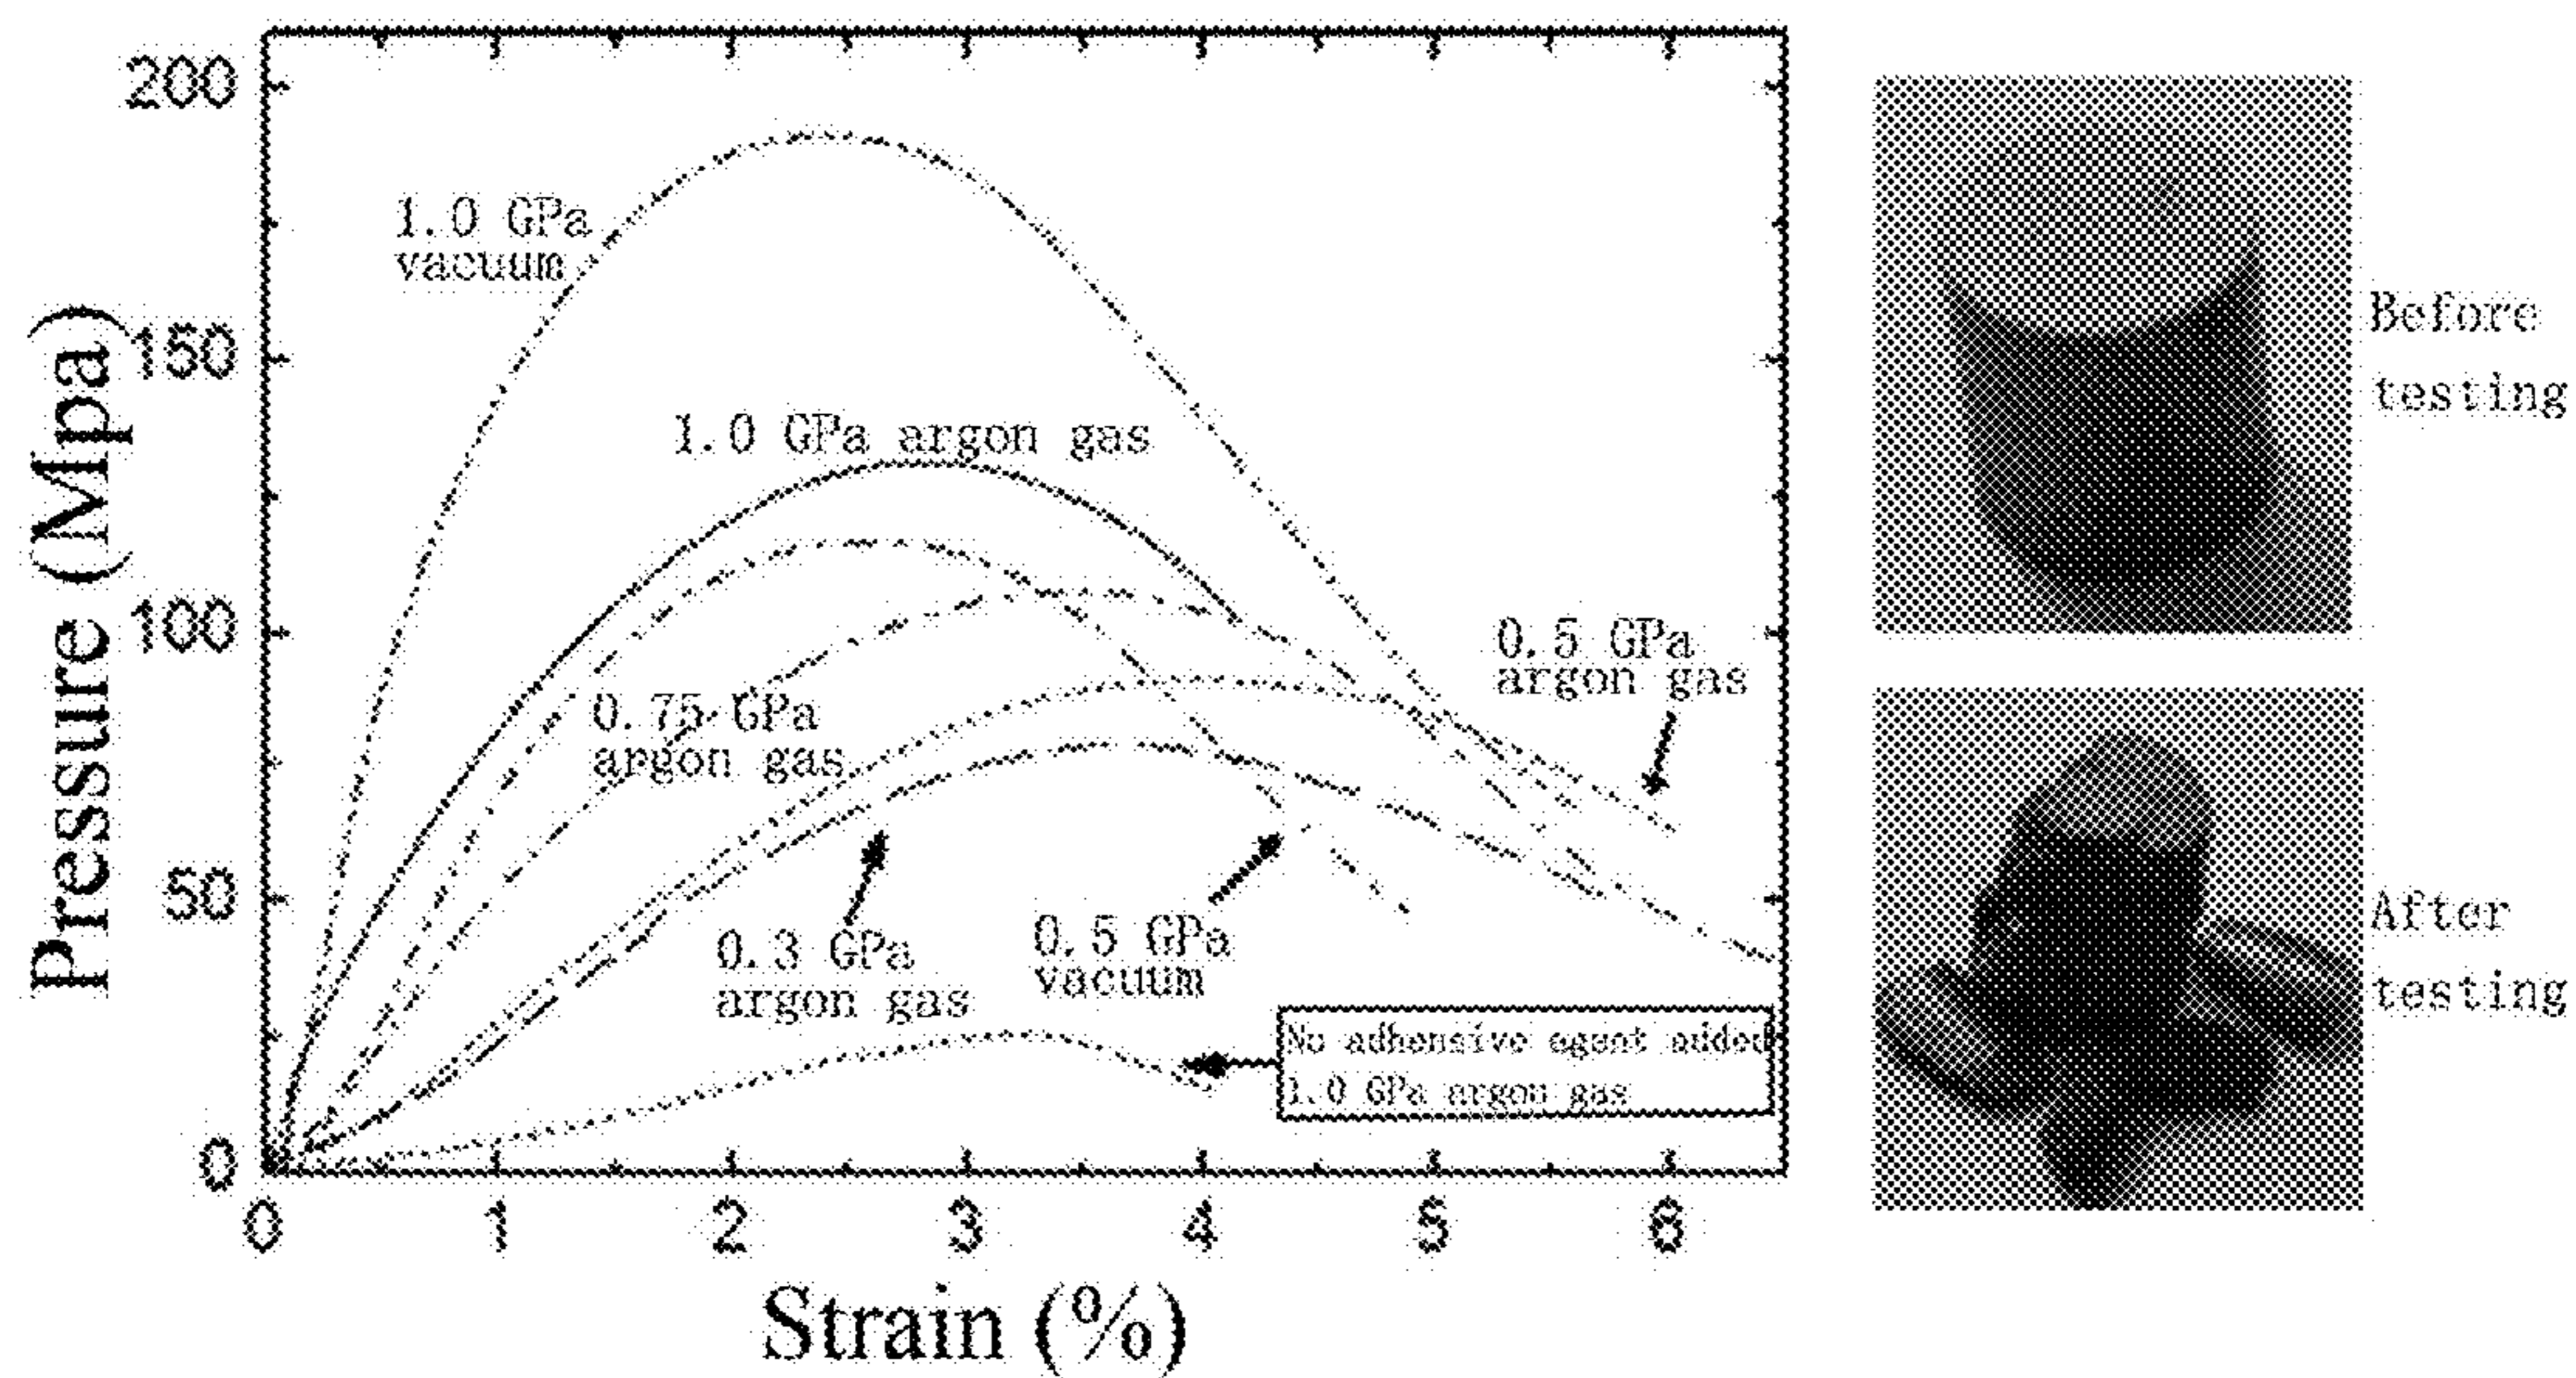 Pressure (Mpa)
200
150
100
50
0
1.0 GPa
vacuum
1.0 GPa argon gas
0.75 GPa
argon gas
0.5 GPa
argon gas
0.3 GPa
argon gas
0.5 GPa
vacuum
No adhensive agent added
1.0 GPa argon gas
0 1 2 3 4 5 6
Strain (%)
Before
testing
After
testing